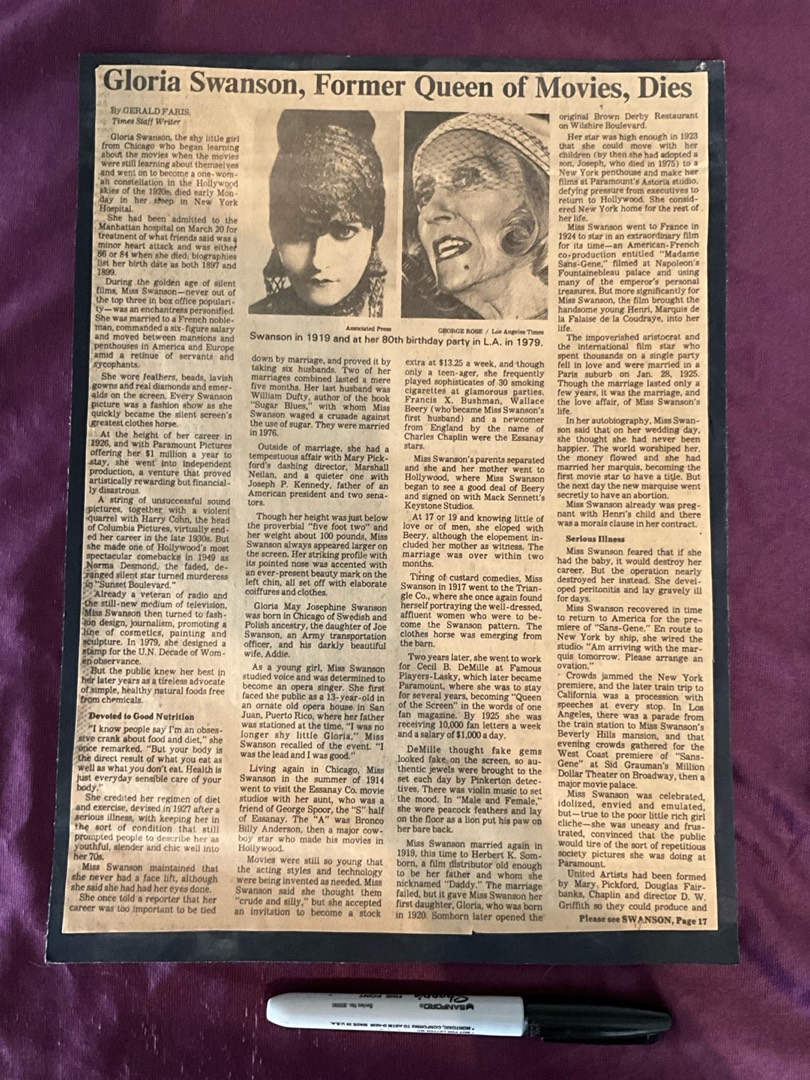 Gloria Swanson, Former Queen of Movies, Dies
By GERALD FARIS,
Times Staff Writer
Gloria Swanson, the shy little girl
from Chicago who began learning
about the movies when the movies
were still learning about themselves
and went on to become a one-wom-
an constellation in the Hollywood
skies of the 1920s, died early Mon-
day in her sleep in New York
Hospital.
She had been admitted to the
Manhattan hospital on March 20 for
treatment of what friends said was a
minor heart attack and was either
86 or 84 when she died; biographies
list her birth date as both 1897 and
1899.
During the golden age of silent
films, Miss Swanson—never out of
the top three in box office populari-
ty—was an enchantress personified.
She was married to a French noble-
man, commanded a six-figure salary
and moved between mansions and
penthouses in America and Europe
amid a retinue of servants and
sycophants.
She wore feathers, beads, lavish
gowns and real diamonds and emer-
alds on the screen. Every Swanson
picture was a fashion show as she
quickly became the silent screen's
greatest clothes horse.
At the height of her career in
1926, and with Paramount Pictures
offering her $1 million a year to
stay, she went into independent
production, a venture that proved
artistically rewarding but financial-
ly disastrous.
A string of unsuccessful sound
pictures, together with a violent
quarrel with Harry Cohn, the head
of Columbia Pictures, virtually end-
ed her career in the late 1930s. But
she made one of Hollywood's most
spectacular comebacks in 1949 as
Norma Desmond, the faded, de-
ranged silent star turned murderess
in "Sunset Boulevard."
Already a veteran of radio and
the still-new medium of television,
Miss Swanson then turned to fash-
ion design, journalism, promoting a
line of cosmetics, painting and
sculpture. In 1979, she designed a
stamp for the U.N. Decade of Wom-
en observance.
But the public knew her best in
her later years as a tireless advocate
of simple, healthy natural foods free
from chemicals.
Devoted to Good Nutrition
"I know people say I'm an obses-
sive crank about food and diet," she
once remarked. "But your body is
the direct result of what you eat as
well as what you don't eat. Health is
just everyday sensible care of your
body."
She credited her regimen of diet
and exercise, devised in 1927 after a
serious illness, with keeping her in
the sort of condition that still
prompted people to describe her as
youthful, slender and chic well into
her 70s.
Miss Swanson maintained that
she never had a face lift, although
she said she had had her eyes done.
She once told a reporter that her
career was too important to be tied
Associated Press
GEORGE ROSE / Los Angeles Times
Swanson in 1919 and at her 80th birthday party in L.A. in 1979.
down by marriage, and proved it by
taking six husbands. Two of her
marriages combined lasted a mere
five months. Her last husband was
William Dufty, author of the book
"Sugar Blues," with whom Miss
Swanson waged a crusade against
the use of sugar. They were married
in 1976.
Outside of marriage, she had a
tempestuous affair with Mary Pick-
ford's dashing director, Marshall
Neilan, and a quieter one with
Joseph P. Kennedy, father of an
American president and two sena-
tors.
Though her height was just below
the proverbial "five foot two" and
her weight about 100 pounds, Miss
Swanson always appeared larger on
the screen. Her striking profile with
its pointed nose was accented with
an ever-present beauty mark on the
left chin, all set off with elaborate
coiffures and clothes.
Gloria May Josephine Swanson
was born in Chicago of Swedish and
Polish ancestry, the daughter of Joe
Swanson, an Army transportation
officer, and his darkly beautiful
wife, Addie.
As a young girl, Miss Swanson
studied voice and was determined to
become an opera singer. She first
faced the public as a 13-year-old in
an ornate old opera house in San
Juan, Puerto Rico, where her father
was stationed at the time. "I was no
longer shy little Gloria," Miss
Swanson recalled of the event. "I
was the lead and I was good."
Living again in Chicago, Miss
Swanson in the summer of 1914
went to visit the Essanay Co. movie
studios with her aunt, who was a
friend of George Spoor, the "S" half
of Essanay. The "A" was Bronco
Billy Anderson, then a major cow-
boy star who made his movies in
Hollywood.
Movies were still so young that
the acting styles and technology
were being invented as needed. Miss
Swanson said she thought them
"crude and silly," but she accepted
an invitation to become a stock
extra at $13.25 a week, and though
only a teen-ager, she frequently
played sophisticates of 30 smoking
cigarettes at glamorous parties.
Francis X. Bushman, Wallace
Beery (who became Miss Swanson's
first husband) and a newcomer
from England by the name of
Charles Chaplin were the Essanay
stars.
Miss Swanson's parents separated
and she and her mother went to
Hollywood, where Miss Swanson
began to see a good deal of Beery
and signed on with Mack Sennett's
Keystone Studios.
At 17 or 19 and knowing little of
love or of men, she eloped with
Beery, although the elopement in-
cluded her mother as witness. The
marriage was over within two
months.
Tiring of custard comedies, Miss
Swanson in 1917 went to the Trian-
gle Co., where she once again found
herself portraying the well-dressed,
affluent women who were to be-
come the Swanson pattern. The
clothes horse was emerging from
the barn.
Two years later, she went to work
for Cecil B. DeMille at Famous
Players-Lasky, which later became
Paramount, where she was to stay
for several years, becoming "Queen
of the Screen" in the words of one
fan magazine. By 1925 she was
receiving 10,000 fan letters a week
and a salary of $1,000 a day.
DeMille thought fake gems
looked fake on the screen, so au-
thentic jewels were brought to the
set each day by Pinkerton detec-
tives. There was violin music to set
the mood. In "Male and Female,"
she wore peacock feathers and lay
on the floor as a lion put his paw on
her bare back.
Miss Swanson married again in
1919, this time to Herbert K. Som-
born, a film distributor old enough
to be her father and whom she
nicknamed "Daddy." The marriage
failed, but it gave Miss Swanson her
first daughter, Gloria, who was born
in 1920. Somborn later opened the
original Brown Derby Restaurant
on Wilshire Boulevard.
Her star was high enough in 1923
that she could move with her
children (by then she had adopted a
son, Joseph, who died in 1975) to a
New York penthouse and make her
films at Paramount's Astoria studio,
defying pressure from executives to
return to Hollywood. She consid-
ered New York home for the rest of
her life.
Miss Swanson went to France in
1924 to star in an extraordinary film
for its time—an American-French
co-production entitled "Madame
Sans-Gene," filmed at Napoleon's
Fountainebleau palace and using
many of the emperor's personal
treasures. But more significantly for
Miss Swanson, the film brought the
handsome young Henri, Marquis de
la Falaise de la Coudraye, into her
life.
The impoverished aristocrat and
the international film star who
spent thousands on a single party
fell in love and were married in a
Paris suburb on Jan. 28, 1925.
Though the marriage lasted only a
few years, it was the marriage, and
the love affair, of Miss Swanson's
life.
In her autobiography, Miss Swan-
son said that on her wedding day,
she thought she had never been
happier. The world worshiped her,
the money flowed and she had
married her marquis, becoming the
first movie star to have a title. But
the next day the new marquise went
secretly to have an abortion.
Miss Swanson already was preg-
nant with Henri's child and there
was a morals clause in her contract.
Serious Illness
Miss Swanson feared that if she
had the baby, it would destroy her
career. But the operation nearly
destroyed her instead. She devel-
oped peritonitis and lay gravely ill
for days.
Miss Swanson recovered in time
to return to America for the pre-
miere of "Sans-Gene." En route to
New York by ship, she wired the
studio: "Am arriving with the mar-
quis tomorrow. Please arrange an
ovation."
Crowds jammed the New York
premiere, and the later train trip to
California was a procession with
speeches at every stop. In Los
Angeles, there was a parade from
the train station to Miss Swanson's
Beverly Hills mansion, and that
evening crowds gathered for the
West Coast premiere of "Sans-
Gene" at Sid Grauman's Million
Dollar Theater on Broadway, then a
major movie palace.
Miss Swanson was celebrated,
idolized, envied and emulated,
but—true to the poor little rich girl
cliche—she was uneasy and frus-
trated, convinced that the public
would tire of the sort of repetitious
society pictures she was doing at
Paramount.
United Artists had been formed
by Mary Pickford, Douglas Fair-
banks, Chaplin and director D. W.
Griffith so they could produce and
Please see SWANSON, Page 17
SANFORD
Sharpie
FINE POINT
Series No. 30000
MADE IN U.S.A.